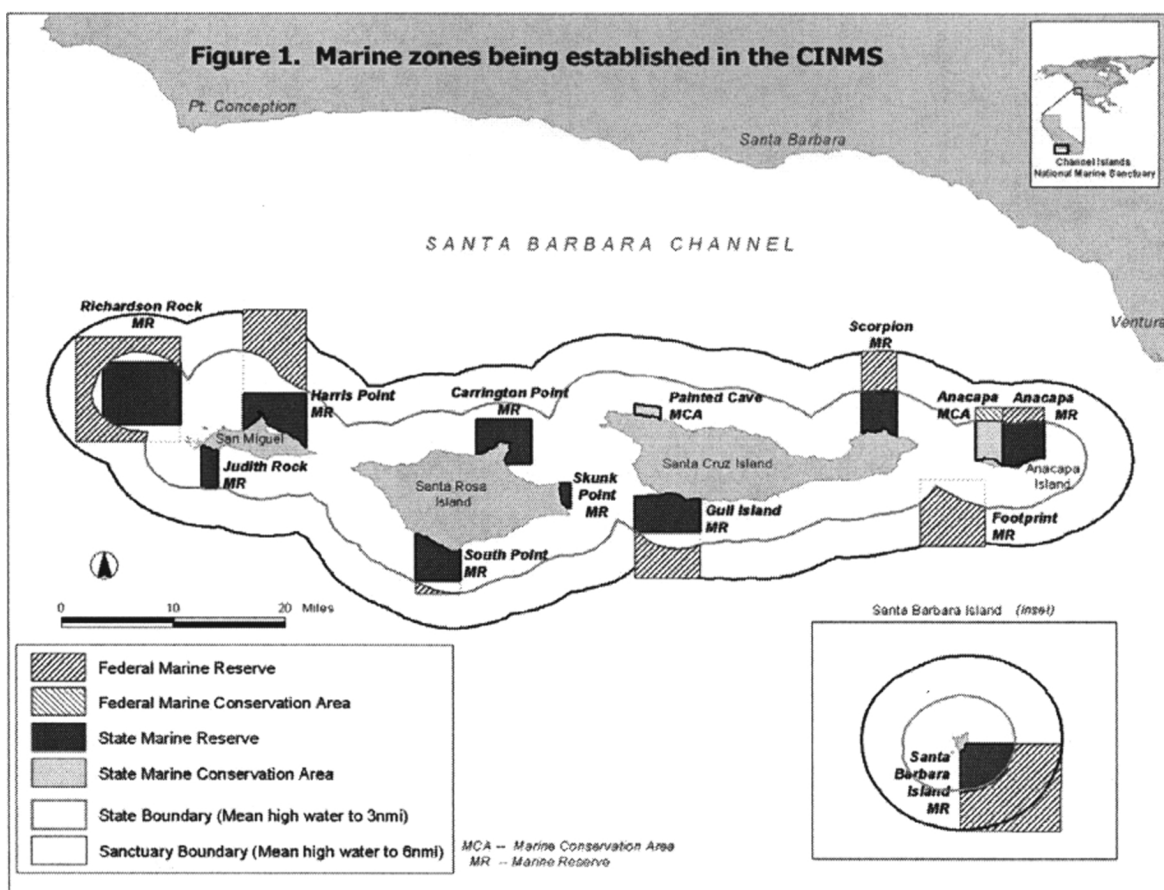 Figure 1. Marine zones being established in the CINMS
Pt. Conception
Santa Barbara
Channel Islands
National Marine Sanctuary
SANTA BARBARA CHANNEL
Ventura
Richardson Rock
MR
Harris Point
MR
San Miguel
Judith Rock
MR
Carrington Point
MR
Santa Rosa
Island
Skunk
Point
MR
South Point
MR
Painted Cave
MCA
Santa Cruz Island
Gull Island
MR
Scorpion
MR
Anacapa
MCA
Anacapa
MR
Anacapa
Island
Footprint
MR
0 10 20 Miles
Federal Marine Reserve
Federal Marine Conservation Area
State Marine Reserve
State Marine Conservation Area
State Boundary (Mean high water to 3nmi)
Sanctuary Boundary (Mean high water to 6nmi)
MCA -- Marine Conservation Area
MR -- Marine Reserve
Santa Barbara Island (inset)
Santa
Barbara
Island
MR